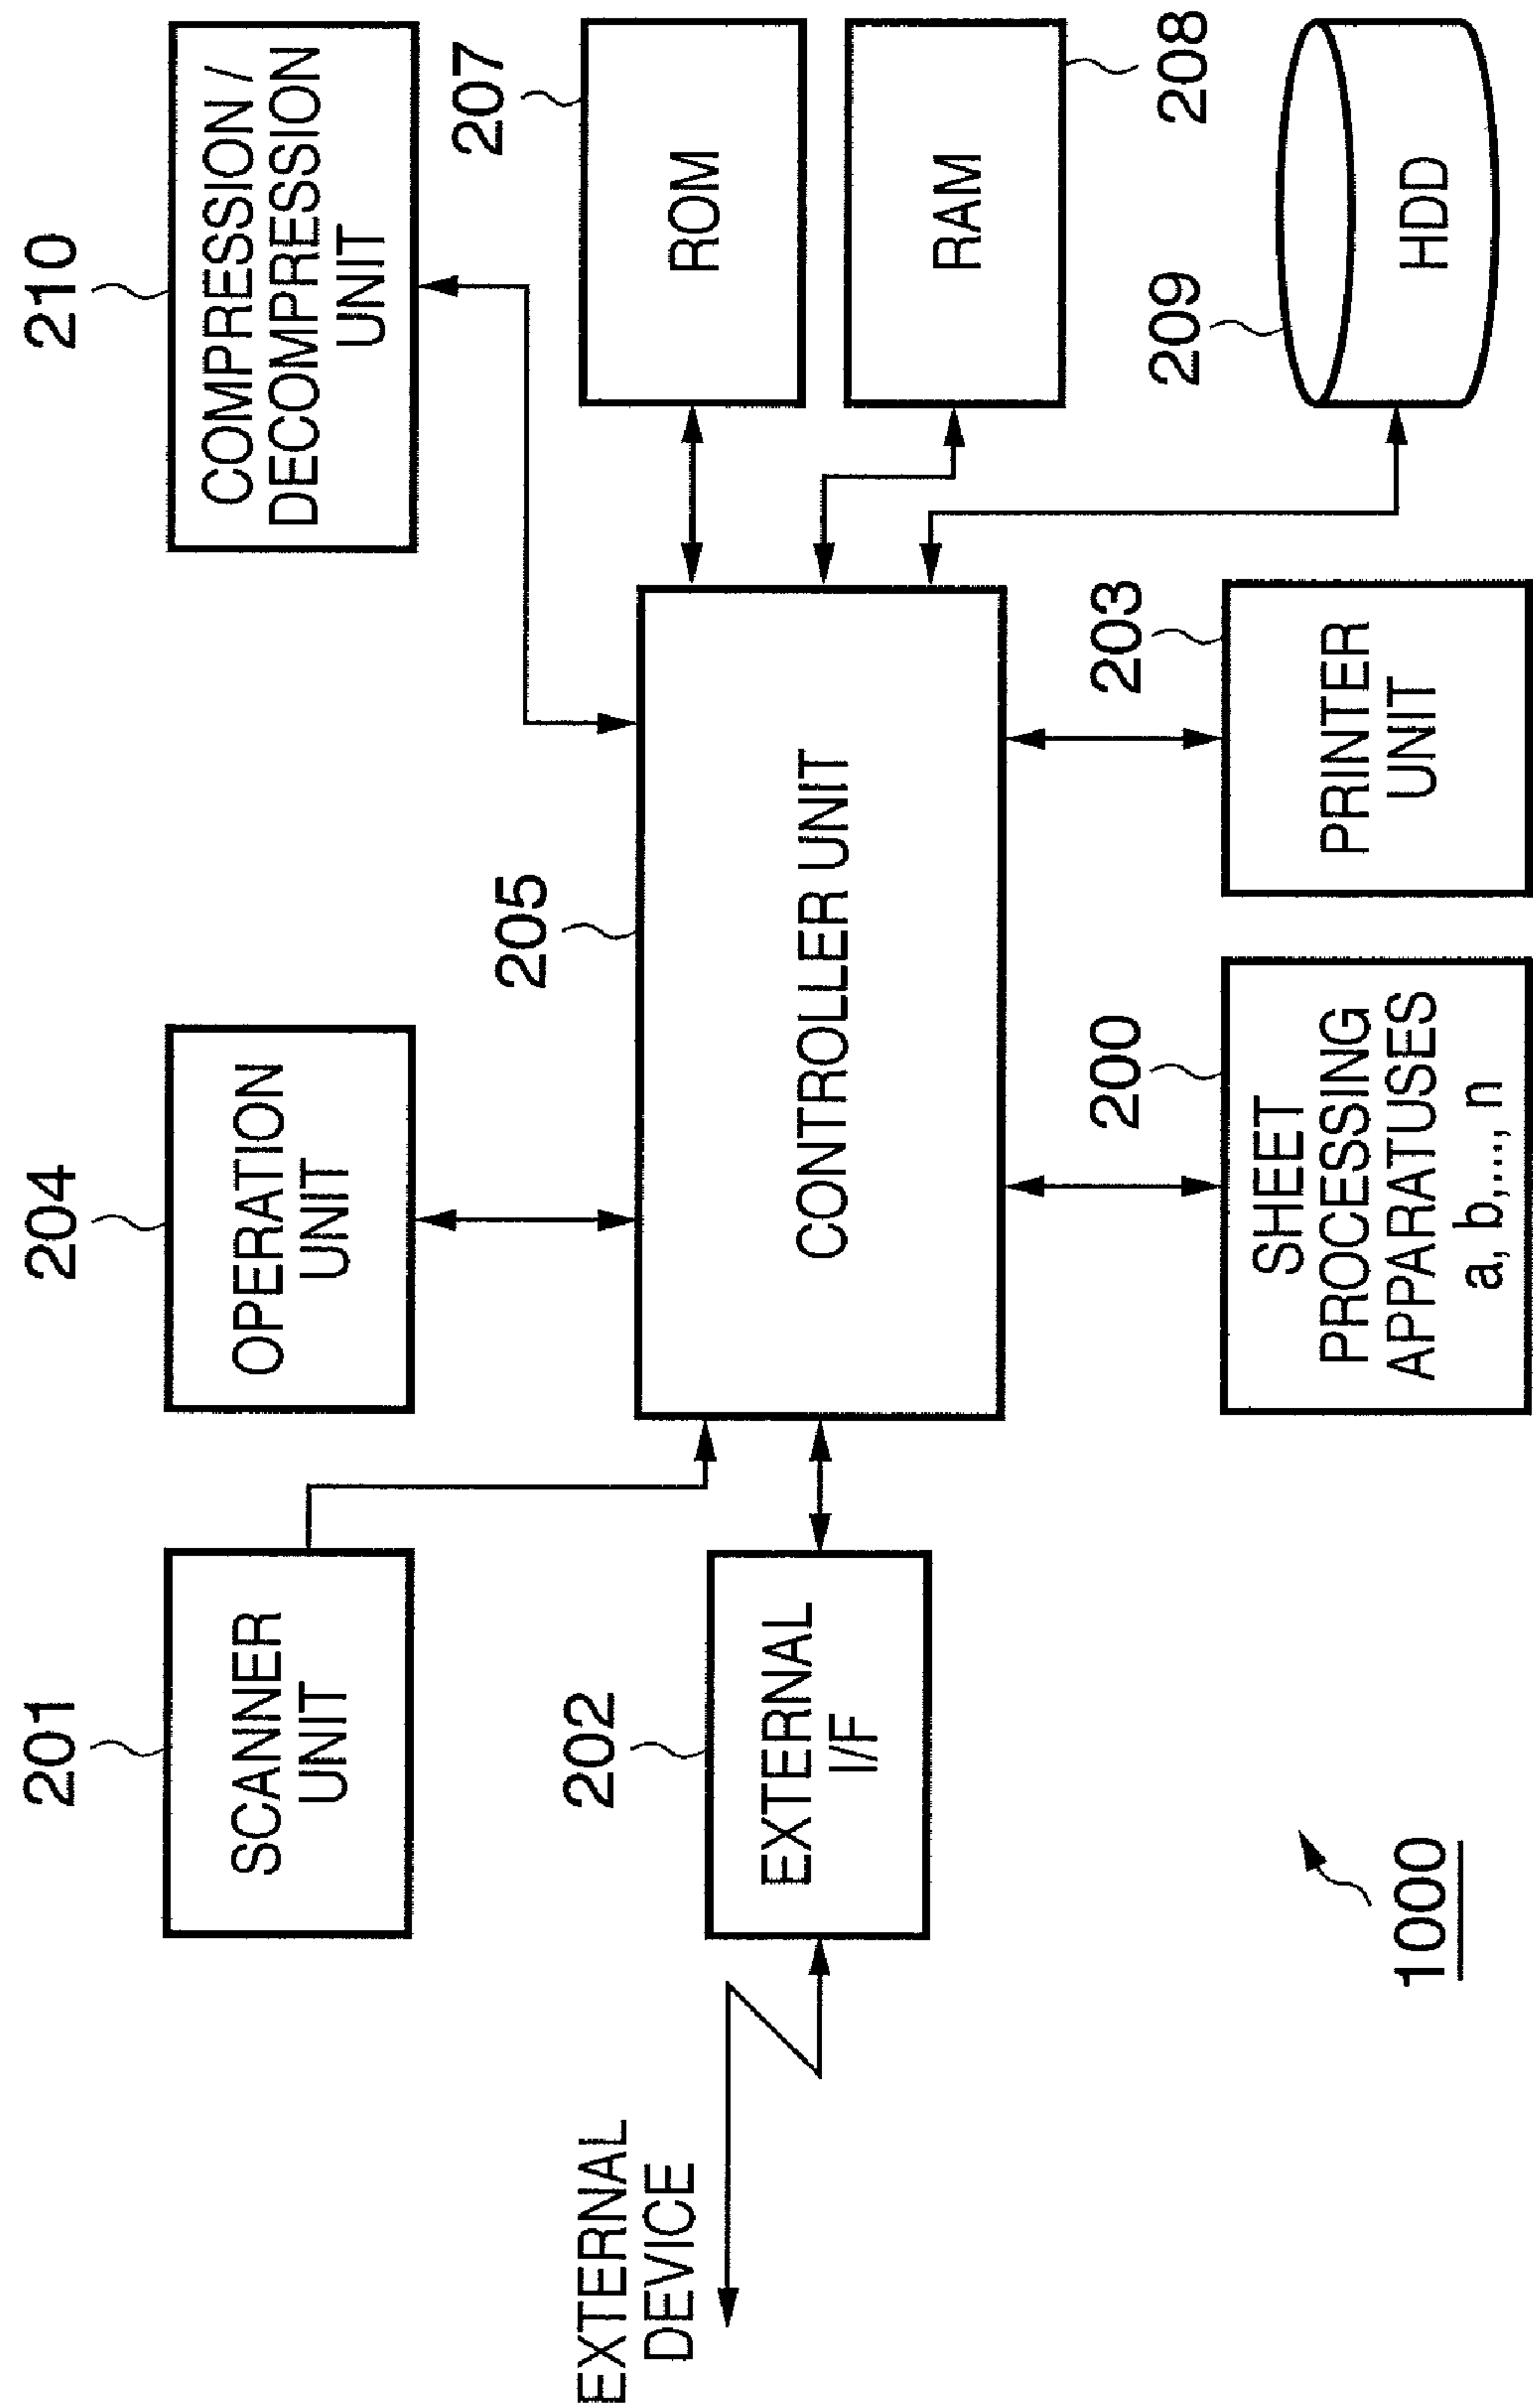 201
SCANNER
UNIT
204
OPERATION
UNIT
210
COMPRESSION /
DECOMPRESSION
UNIT
EXTERNAL
DEVICE
202
EXTERNAL
I/F
205
CONTROLLER UNIT
207
ROM
RAM
208
1000
200
SHEET
PROCESSING
APPARATUSES
a, b,..., n
203
PRINTER
UNIT
209
HDD